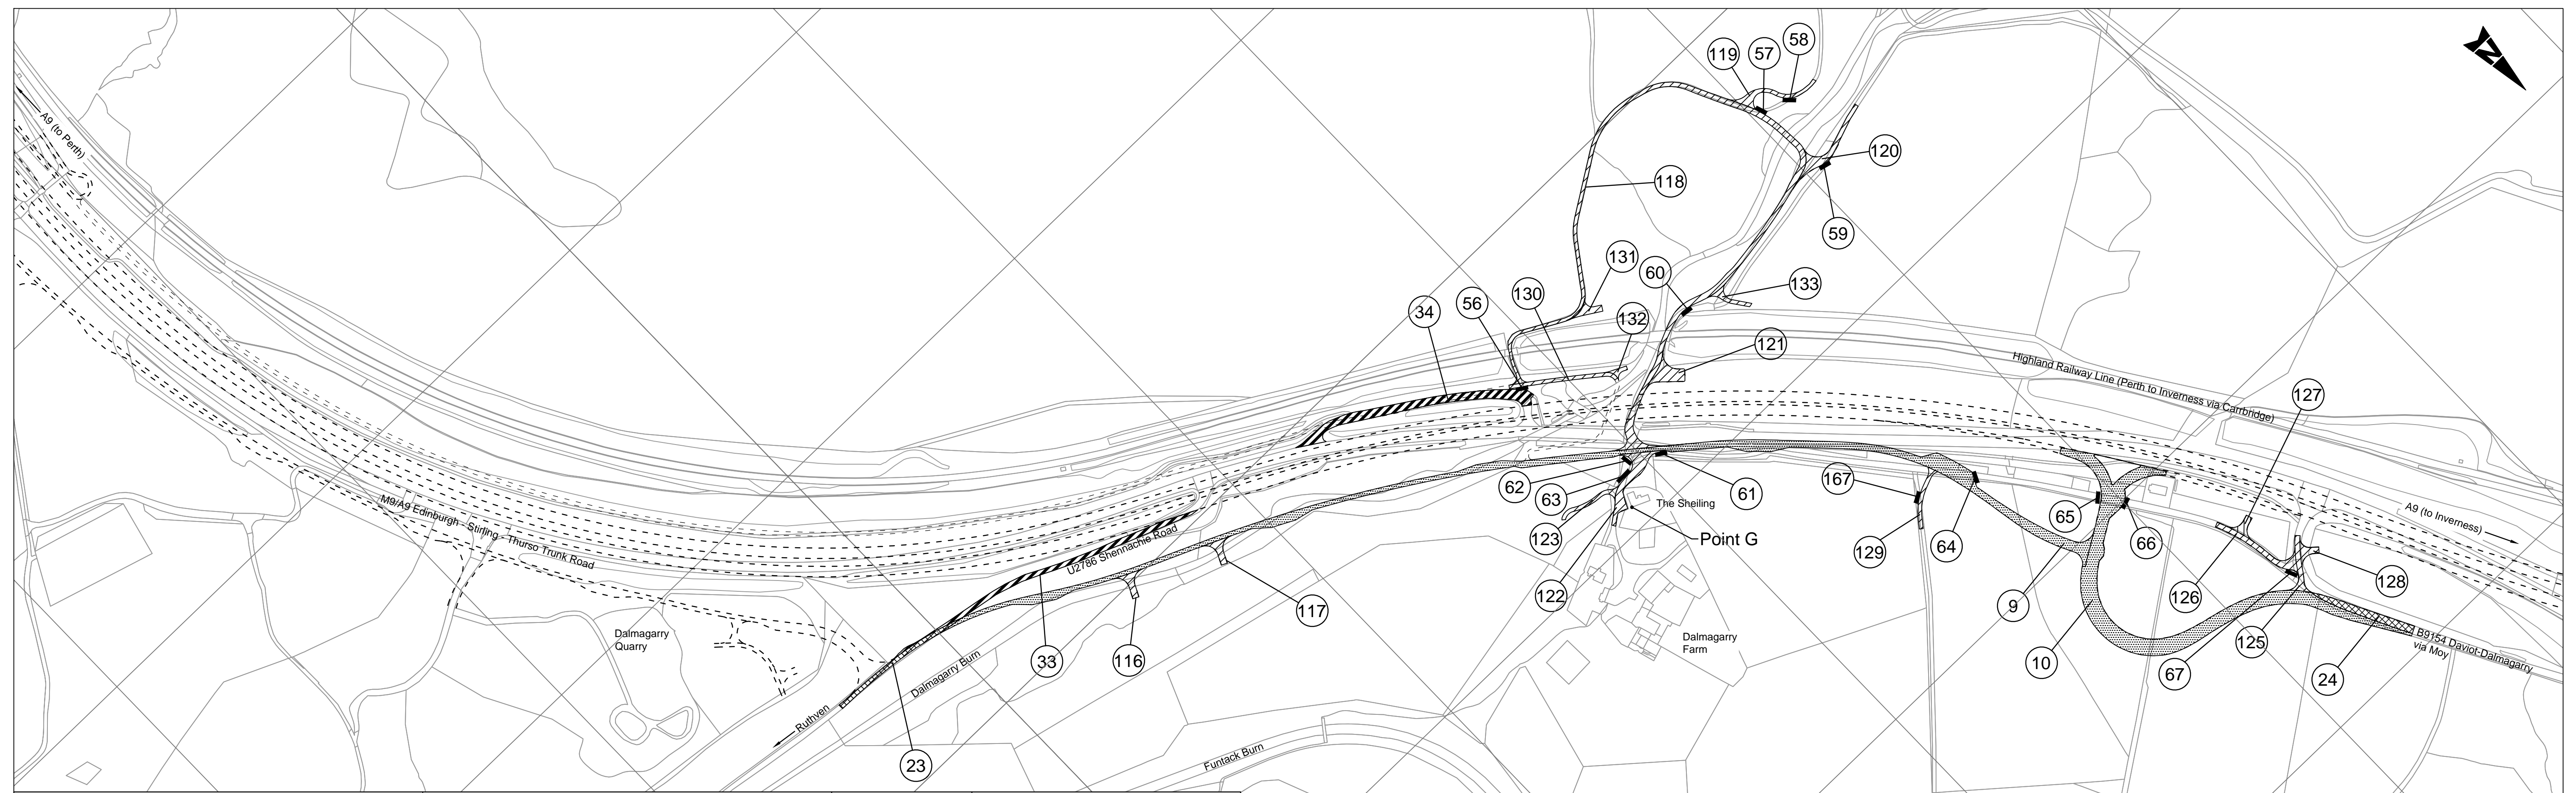 58
57
119
N
A9 (to Perth)
120
118
59
131
60
133
130
56
34
132
121
Highland Railway Line (Perth to Inverness via Carrbridge)
127
167
62
61
63
The Sheiling
M9/A9 Edinburgh - Stirling - Thurso Trunk Road
65
A9 (to Inverness)
U2786 Shennachie Road
123
Point G
129
64
66
128
122
126
117
9
Dalmagarry
Quarry
Dalmagarry
Farm
125
B9154 Daviot-Dalmagarry
via Moy
33
116
10
67
24
Dalmagarry Burn
Ruthven
Funtack Burn
23